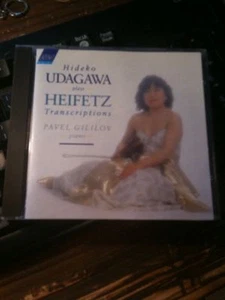 Hideko
UDAGAWA
plays
HEIFETZ
Transcriptions
PAVEL GILILOV
piano